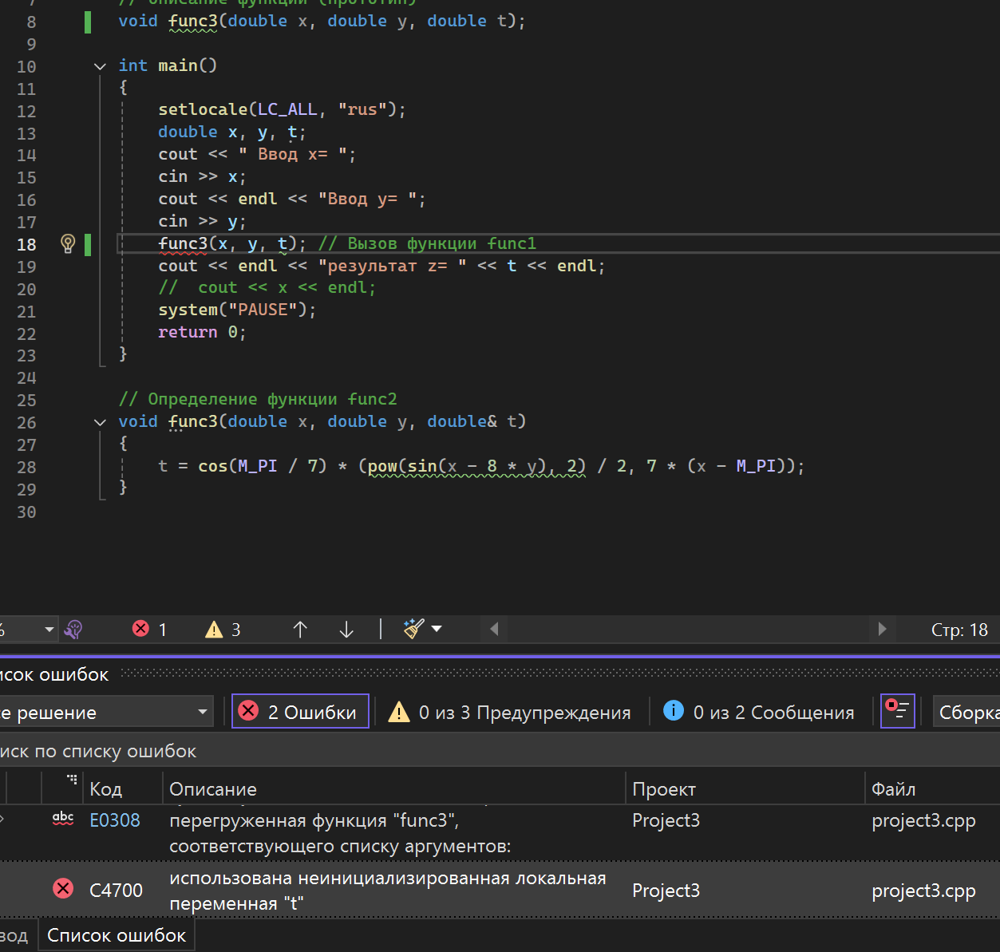 7 // Описание функции (прототип)
8 void func3(double x, double y, double t);
9
10 int main()
11 {
12 setlocale(LC_ALL, "rus");
13 double x, y, t;
14 cout << " Ввод x= ";
15 cin >> x;
16 cout << endl << "Ввод y= ";
17 cin >> y;
18 func3(x, y, t); // Вызов функции func1
19 cout << endl << "результат z= " << t << endl;
20 // cout << x << endl;
21 system("PAUSE");
22 return 0;
23 }
24
25 // Определение функции func2
26 void func3(double x, double y, double& t)
27 {
28 t = cos(M_PI / 7) * (pow(sin(x - 8 * y), 2) / 2, 7 * (x - M_PI));
29 }
30
% 1 3 Стр: 18
исок ошибок
е решение 2 Ошибки 0 из 3 Предупреждения 0 из 2 Сообщения Сборка
иск по списку ошибок
Код Описание Проект Файл
abc E0308 перегруженная функция "func3", Project3 project3.cpp
соответствующего списку аргументов:
C4700 использована неинициализированная локальная Project3 project3.cpp
переменная "t"
вод Список ошибок